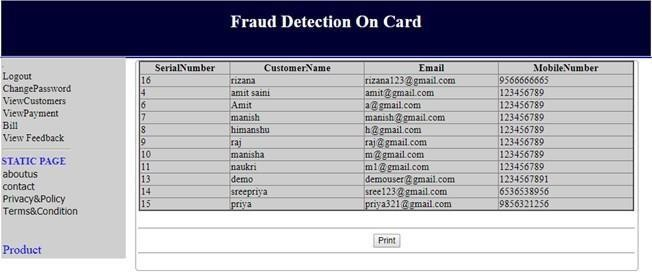 Fraud Detection On Card
Logout
ChangePassword
ViewCustomers
ViewPayment
Bill
View Feedback
STATIC PAGE
aboutus
contact
Privacy&Policy
Terms&Condition
Product
SerialNumber CustomerName Email MobileNumber
16 rizana rizana123@gmail.com 9566666665
4 amit saini amit@gmail.com 123456789
6 Amit a@gmail.com 123456789
7 manish manish@gmail.com 123456789
8 himanshu h@gmail.com 123456789
9 raj raj@gmail.com 123456789
10 manisha m@gmail.com 123456789
11 naukri m1@gmail.com 123456789
13 demo demouser@gmail.com 1234567891
14 sreepriya sree123@gmail.com 6536538956
15 priya priya321@gmail.com 9856321256
Print